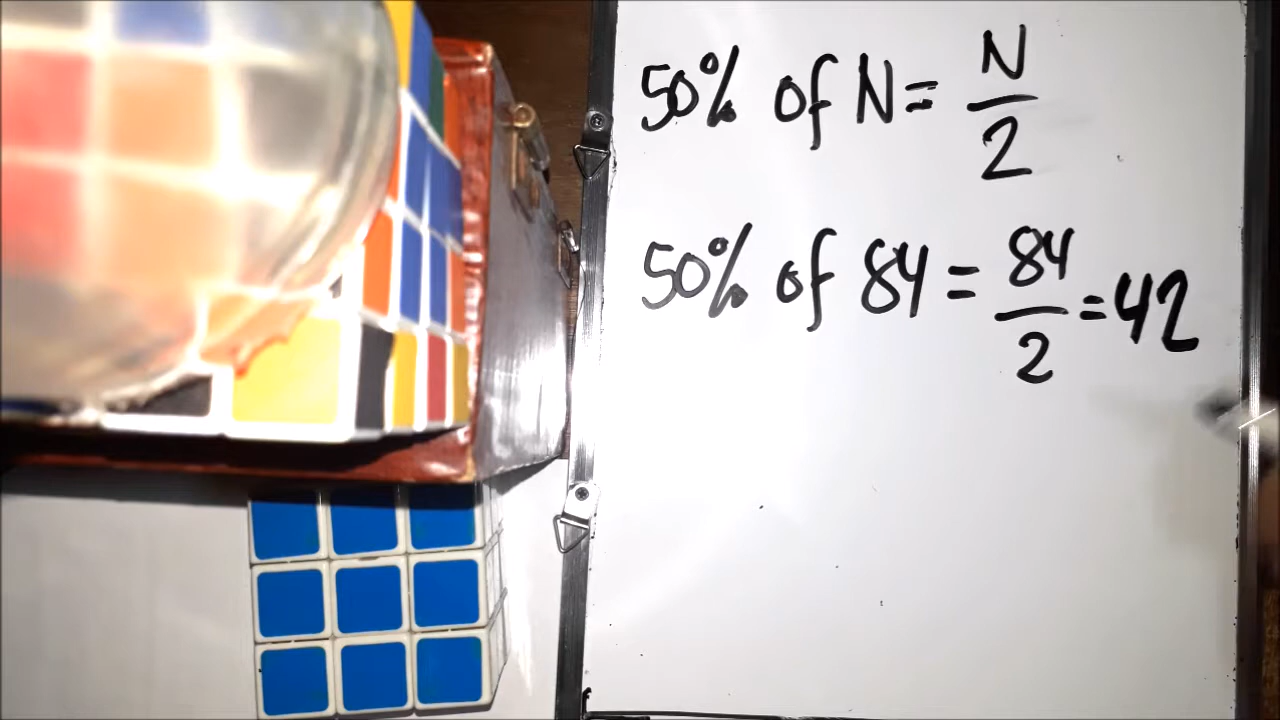 50% of N = N/2
50% of 84 = 84/2 = 42